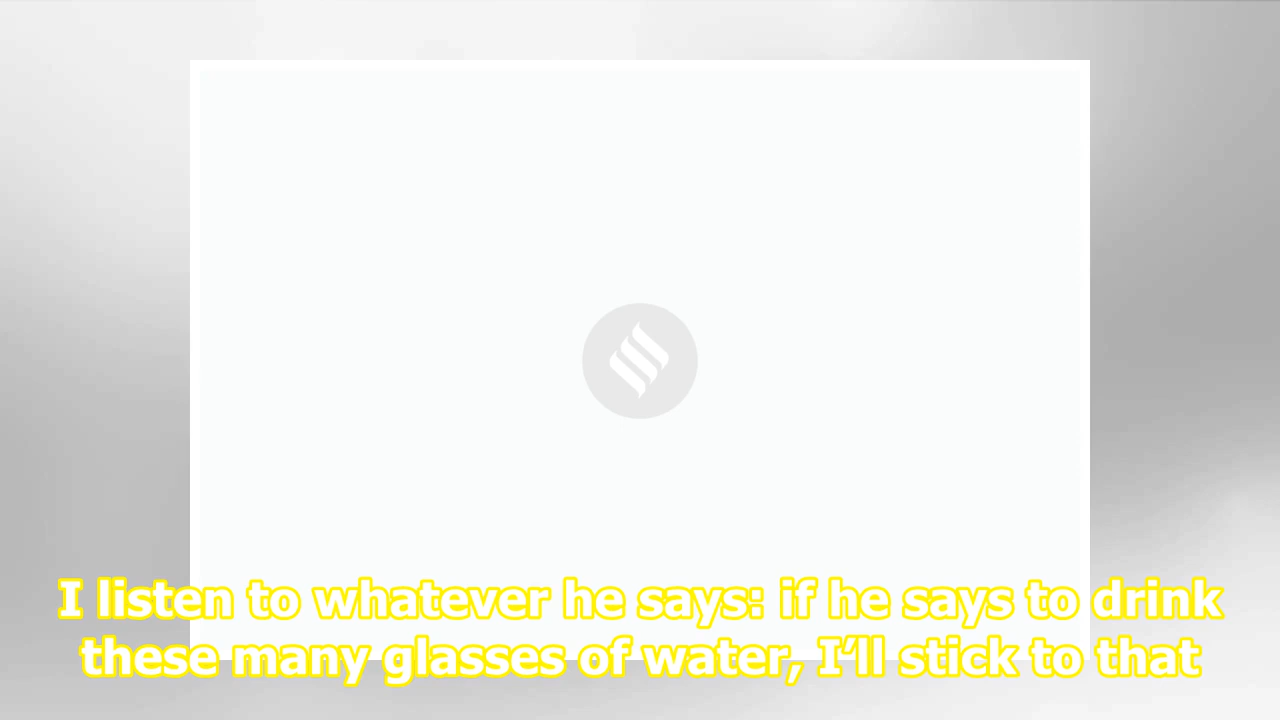 I listen to whatever he says: if he says to drink
these many glasses of water, I’ll stick to that